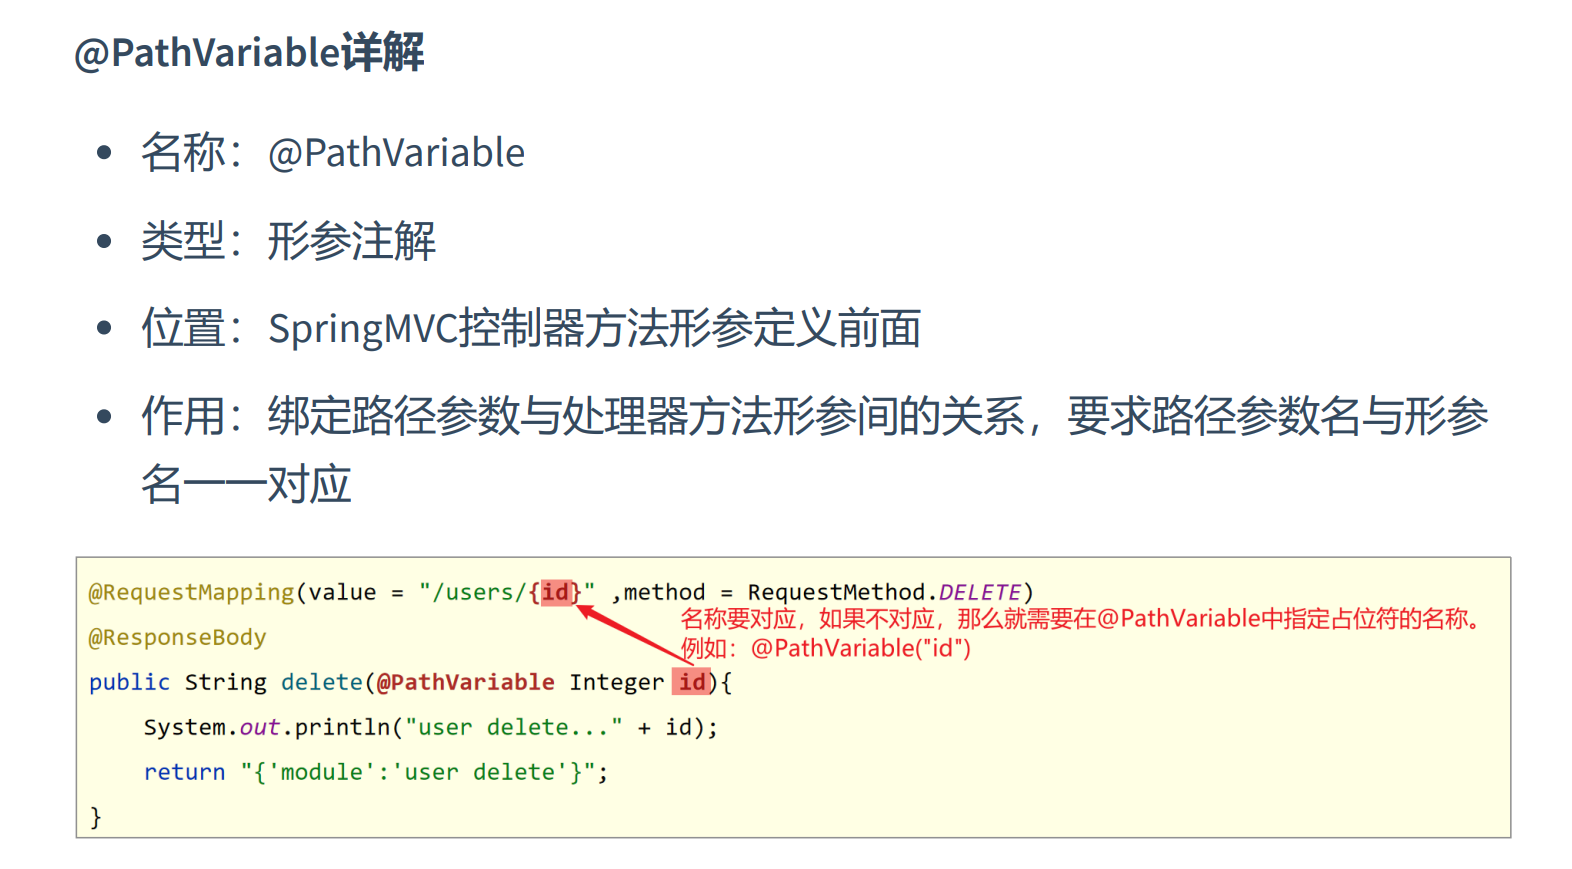 @PathVariable详解
名称：@PathVariable
类型：形参注解
位置：SpringMVC控制器方法形参定义前面
作用：绑定路径参数与处理器方法形参间的关系，要求路径参数名与形参
名一一对应
@RequestMapping(value = "/users/{id}" ,method = RequestMethod.DELETE)
名称要对应，如果不对应，那么就需要在@PathVariable中指定占位符的名称。
@ResponseBody
例如：@PathVariable("id")
public String delete(@PathVariable Integer id){
System.out.println("user delete..." + id);
return "{'module':'user delete'}";
}